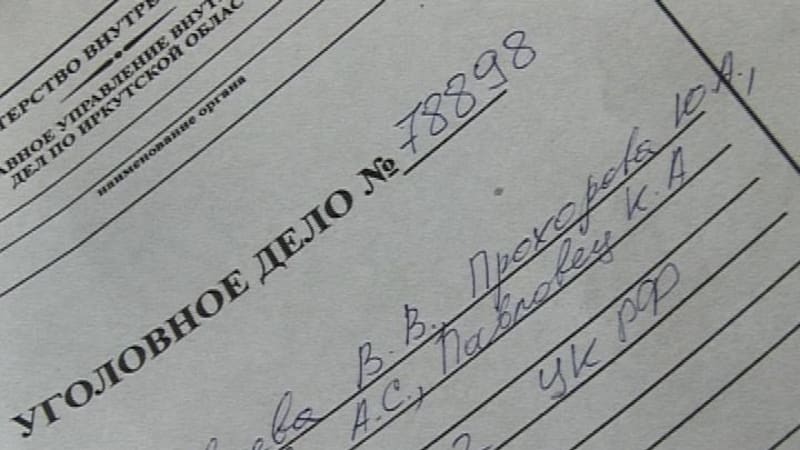 ТЕРСТВО ВНУТРЕ
АВНОЕ УПРАВЛЕНИЕ ВНУТ
ДЕЛ ПО ИРКУТСКОЙ ОБЛАС
наименование органа
УГОЛОВНОЕ ДЕЛО № 78898
ева В. В., Прохорова Ю.А.,
А.С., Павловец К.А
УК РФ